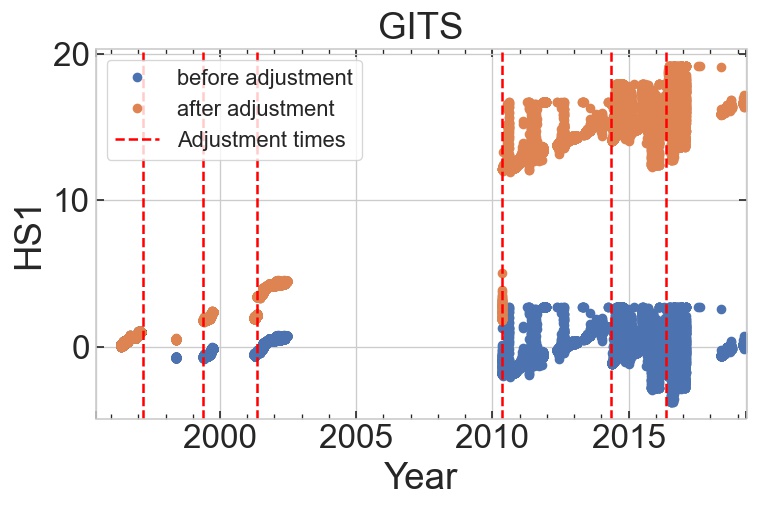 GITS
before adjustment
after adjustment
Adjustment times
20
10
0
HS1
2000 2005 2010 2015
Year